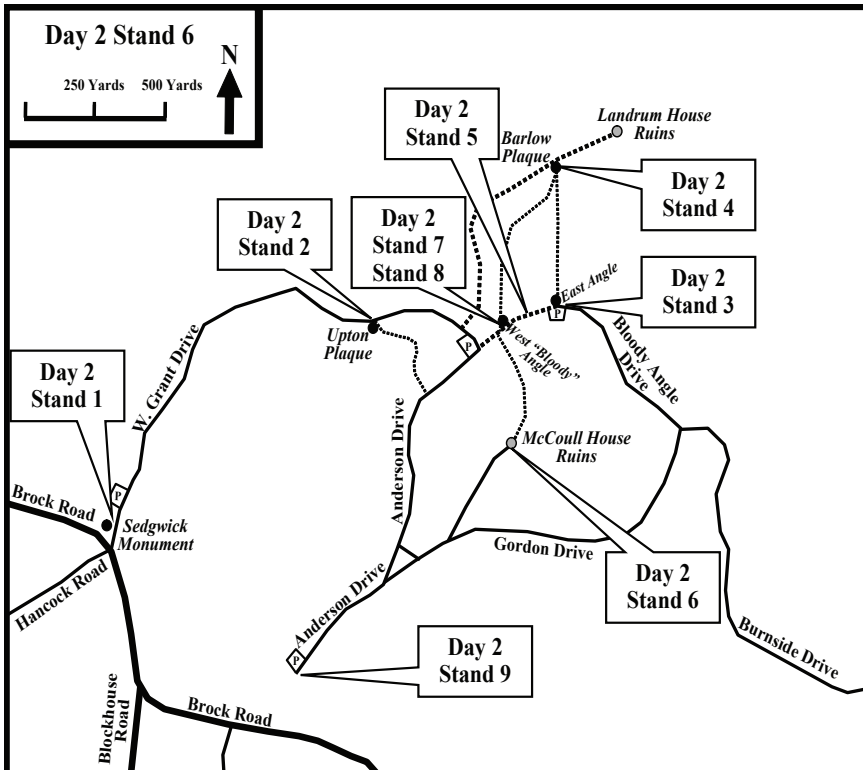 Day 2 Stand 6
N
250 Yards
500 Yards
Day 2
Stand 5
Landrum House
Ruins
Barlow
Plaque
Day 2
Stand 4
Day 2
Stand 2
Day 2
Stand 7
Stand 8
East Angle
P
Day 2
Stand 3
Upton
Plaque
P
West "Bloody"
Angle
Bloody Angle
Drive
W. Grant Drive
Day 2
Stand 1
Anderson Drive
McCoull House
Ruins
P
Brock Road
Sedgwick
Monument
Hancock Road
Gordon Drive
Day 2
Stand 6
Anderson Drive
P
Day 2
Stand 9
Burnside Drive
Blockhouse
Road
Brock Road